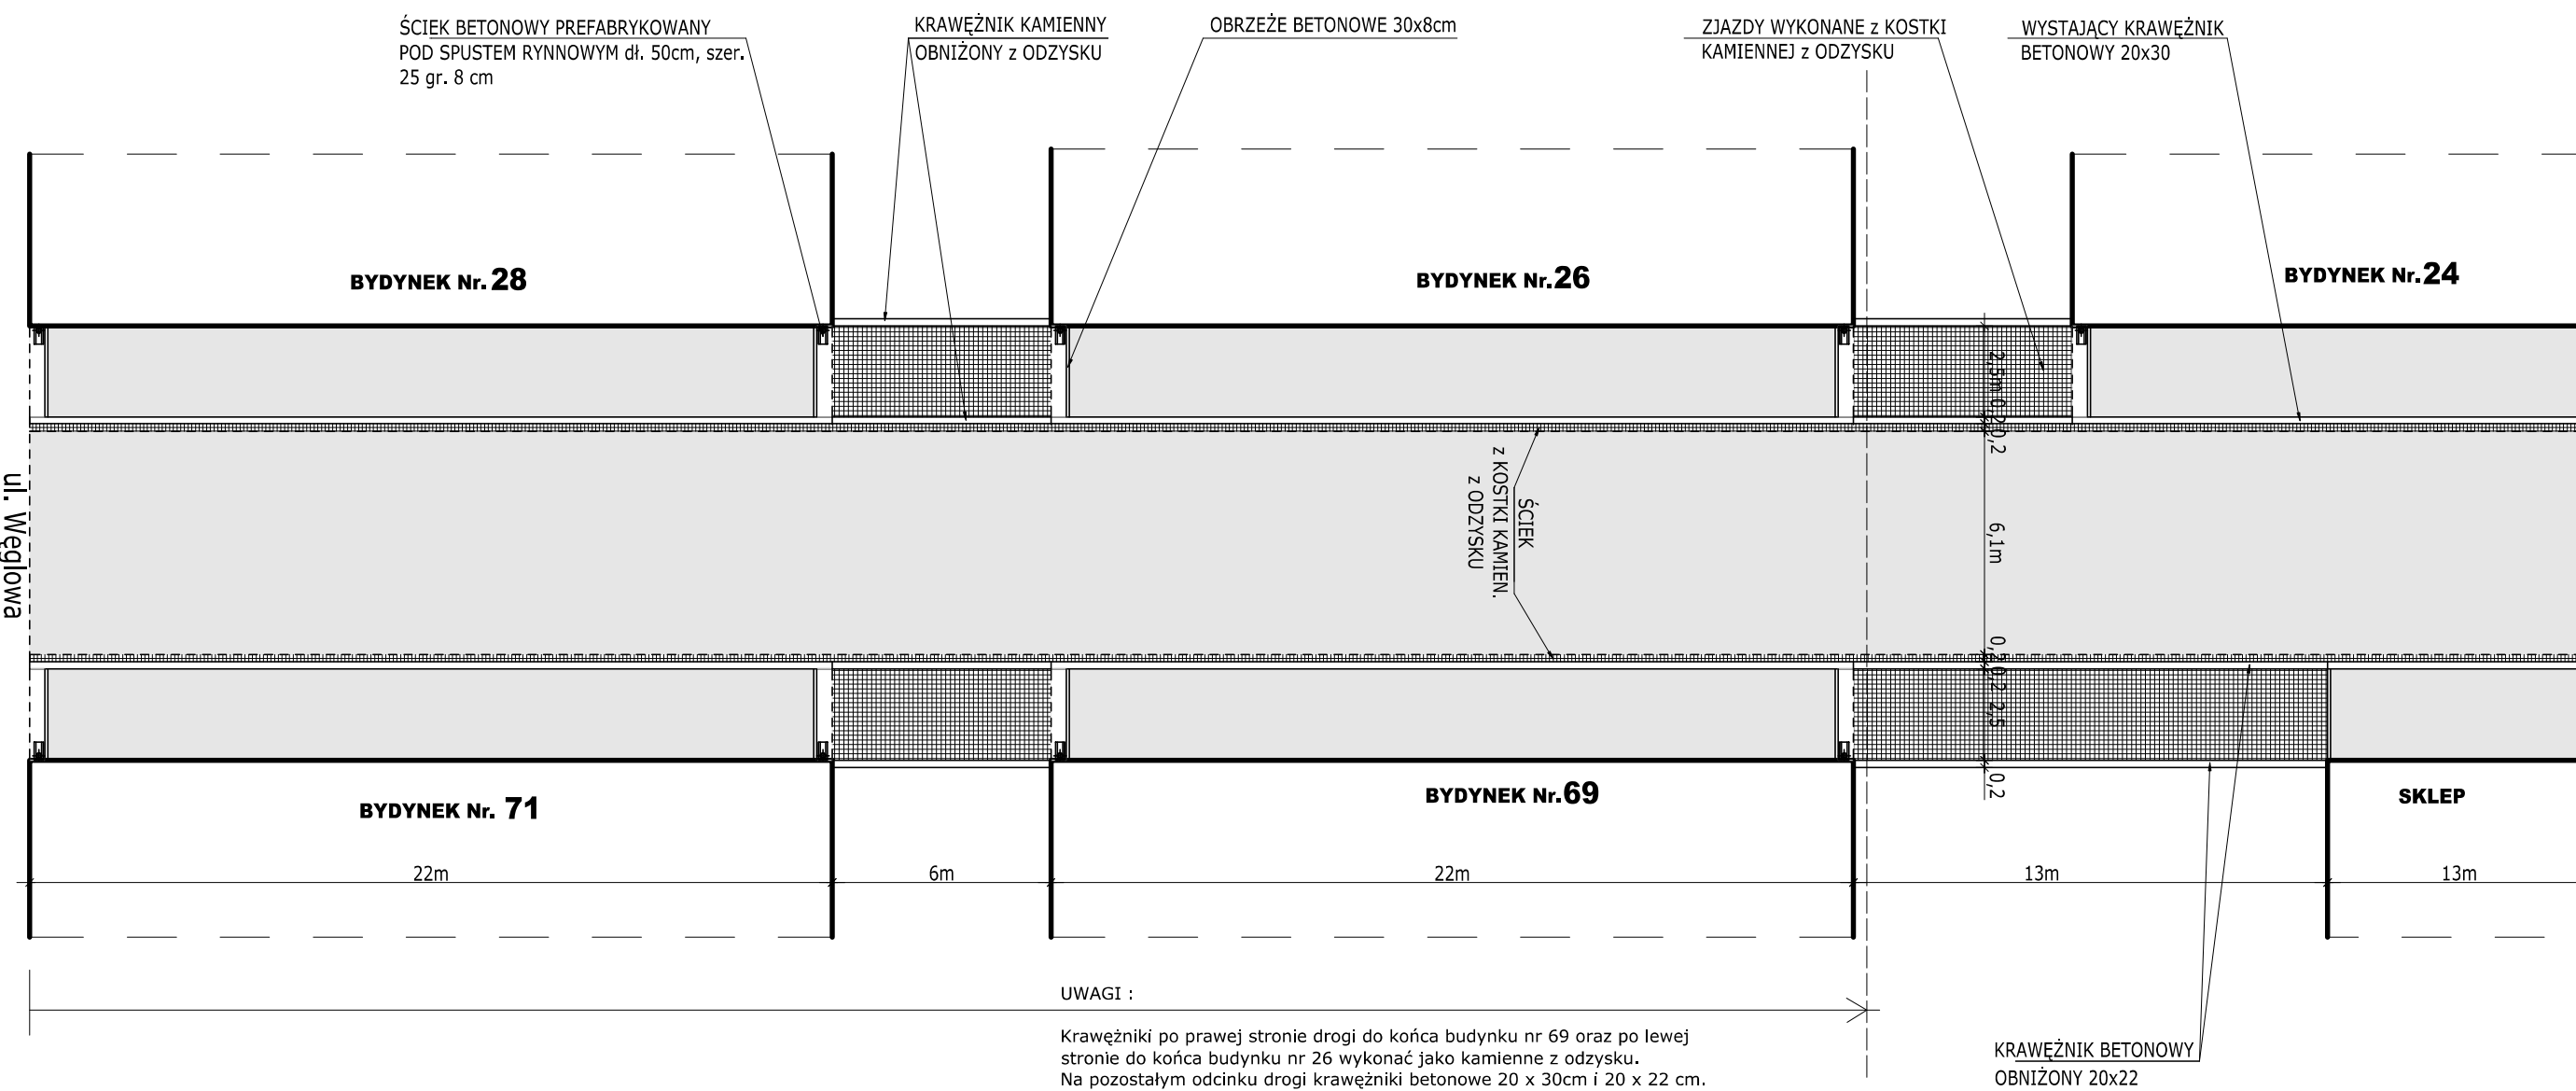 ŚCIEK BETONOWY PREFABRYKOWANY
POD SPUSTEM RYNNOWYM dł. 50cm, szer.
25 gr. 8 cm
KRAWĘŻNIK KAMIENNY
OBNIŻONY z ODZYSKU
OBRZEŻE BETONOWE 30x8cm
ZJAZDY WYKONANE z KOSTKI
KAMIENNEJ z ODZYSKU
WYSTAJĄCY KRAWĘŻNIK
BETONOWY 20x30
BYDYNEK Nr. 28
BYDYNEK Nr.26
BYDYNEK Nr.24
2,5m 0,20,2
6,1m
0,20,2 2,5
0,2
ŚCIEK
z KOSTKI KAMIEN.
z ODZYSKU
ul. Węglowa
BYDYNEK Nr. 71
BYDYNEK Nr.69
SKLEP
22m
6m
22m
13m
13m
UWAGI :
Krawężniki po prawej stronie drogi do końca budynku nr 69 oraz po lewej
stronie do końca budynku nr 26 wykonać jako kamienne z odzysku.
Na pozostałym odcinku drogi krawężniki betonowe 20 x 30cm i 20 x 22 cm.
KRAWĘŻNIK BETONOWY
OBNIŻONY 20x22